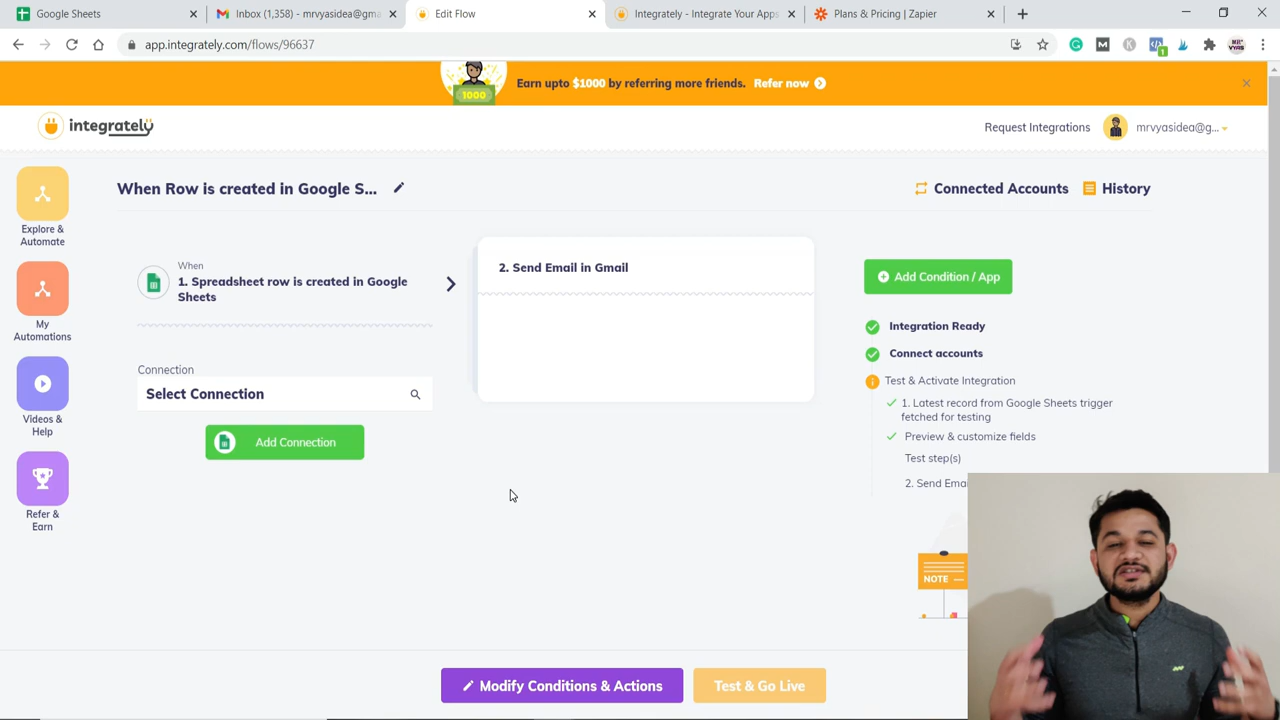 Google Sheets
Inbox (1,358) - mrvyasidea@gma
Edit Flow
Integrately - Integrate Your Apps
Plans & Pricing | Zapier
app.integrately.com/flows/96637
1000
Earn upto $1000 by referring more friends. Refer now
integrately
Request Integrations
mrvyasidea@g...
When Row is created in Google S...
Connected Accounts
History
Explore &
Automate
My
Automations
Videos &
Help
Refer &
Earn
When
1. Spreadsheet row is created in Google
Sheets
Connection
Select Connection
Add Connection
2. Send Email in Gmail
Add Condition / App
Integration Ready
Connect accounts
Test & Activate Integration
1. Latest record from Google Sheets trigger
fetched for testing
Preview & customize fields
Test step(s)
2. Send Ema
NOTE
Modify Conditions & Actions
Test & Go Live